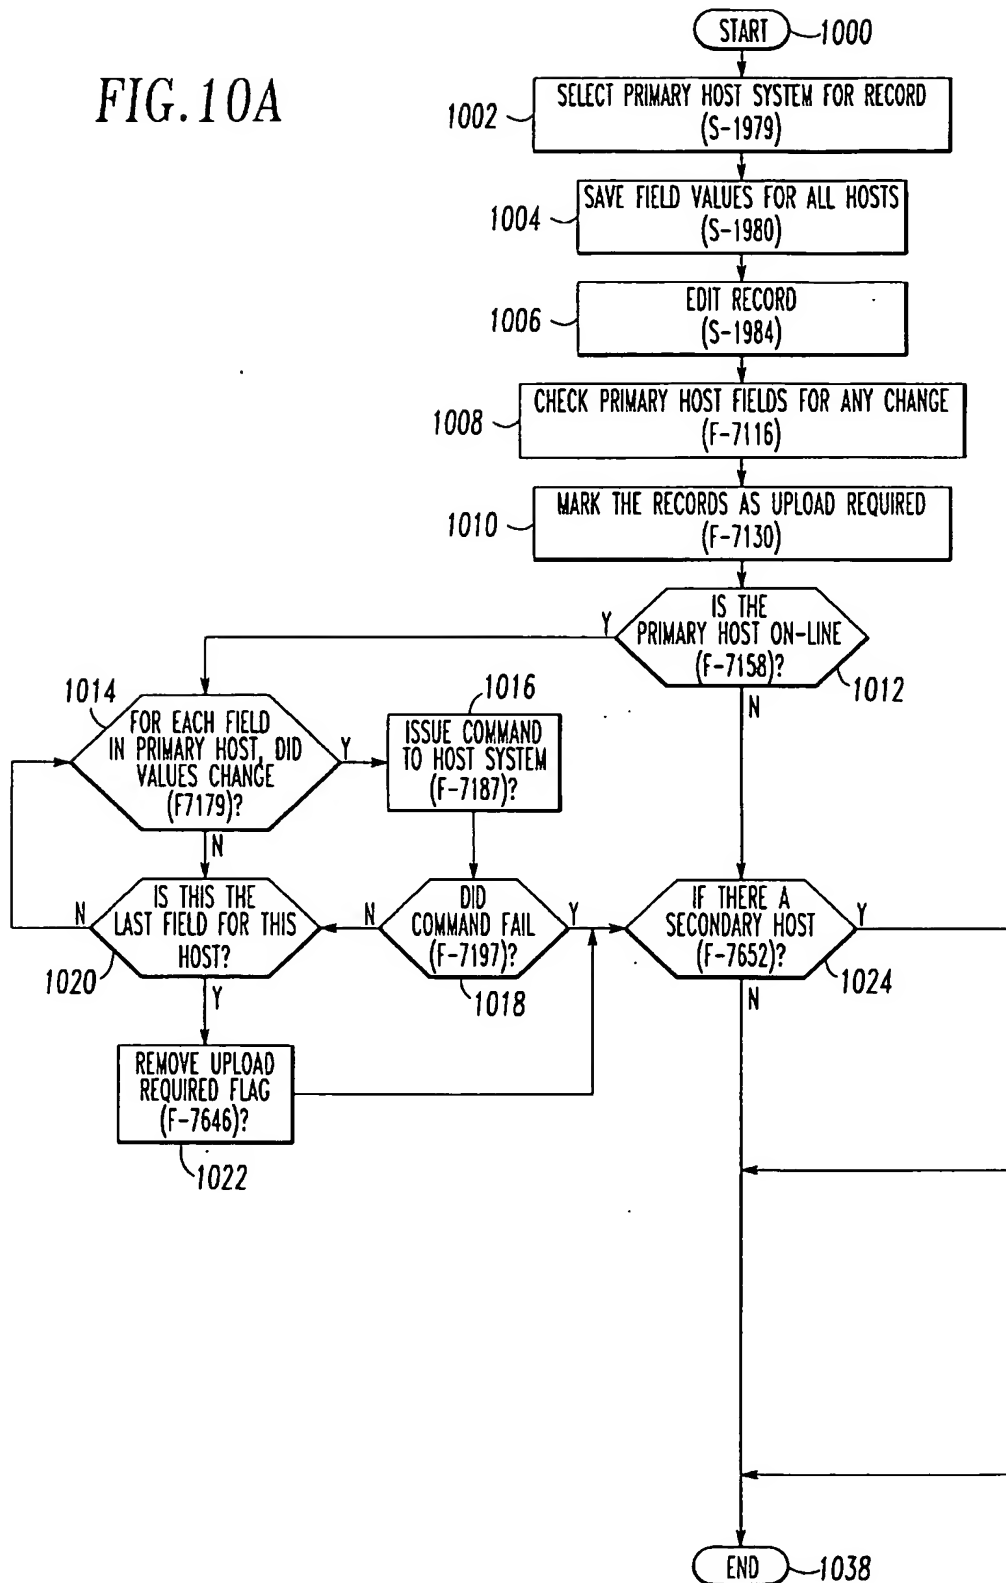 FIG.10A
START
1000
1002
SELECT PRIMARY HOST SYSTEM FOR RECORD
(S-1979)
1004
SAVE FIELD VALUES FOR ALL HOSTS
(S-1980)
1006
EDIT RECORD
(S-1984)
1008
CHECK PRIMARY HOST FIELDS FOR ANY CHANGE
(F-7116)
1010
MARK THE RECORDS AS UPLOAD REQUIRED
(F-7130)
IS THE
PRIMARY HOST ON-LINE
(F-7158)?
Y
N
1012
1014
FOR EACH FIELD
IN PRIMARY HOST, DID
VALUES CHANGE
(F7179)?
Y
N
1016
ISSUE COMMAND
TO HOST SYSTEM
(F-7187)?
IS THIS THE
LAST FIELD FOR THIS
HOST?
N
Y
1020
DID
COMMAND FAIL
(F-7197)?
N
Y
1018
IF THERE A
SECONDARY HOST
(F-7652)?
Y
N
1024
REMOVE UPLOAD
REQUIRED FLAG
(F-7646)?
1022
END
1038